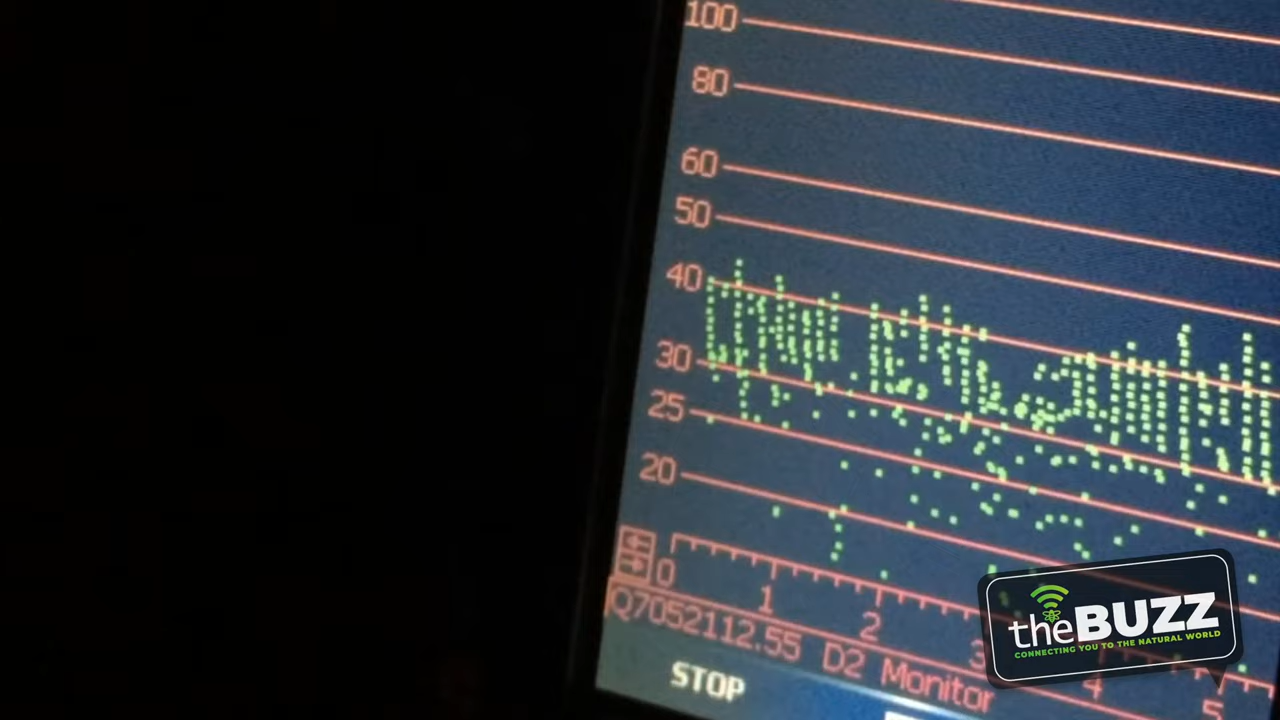 100
80
60
50
40
30
25
20
0 1 2 3 4 5
Q7052112.55 D2 Monitor
STOP
theBUZZ
CONNECTING YOU TO THE NATURAL WORLD